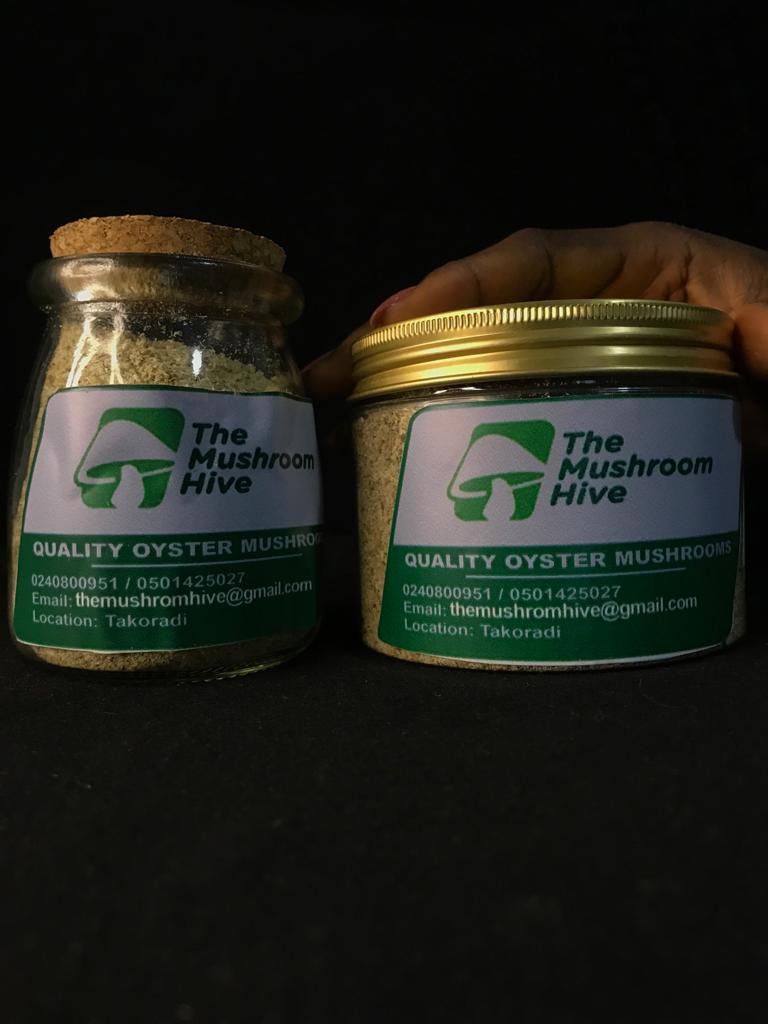 The
Mushroom
Hive
QUALITY OYSTER MUSHRO
0240800951 / 0501425027
Email: themushromhive@gmail.com
Location: Takoradi
The
Mushroom
Hive
QUALITY OYSTER MUSHROOMS
0240800951 / 0501425027
Email: themushromhive@gmail.com
Location: Takoradi